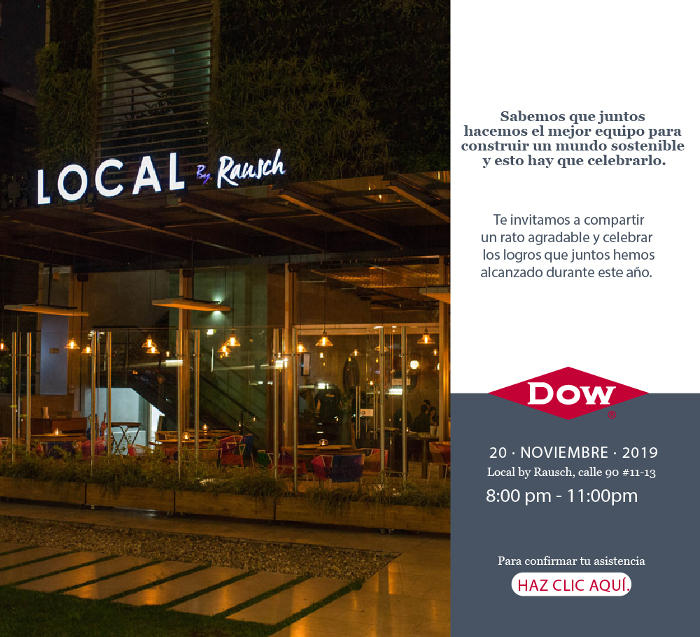 LOCAL By Rausch
Sabemos que juntos
hacemos el mejor equipo para
construir un mundo sostenible
y esto hay que celebrarlo.
Te invitamos a compartir
un rato agradable y celebrar
los logros que juntos hemos
alcanzado durante este año.
Dow
®
20 · NOVIEMBRE · 2019
Local by Rausch, calle 90 #11-13
8:00 pm - 11:00pm
Para confirmar tu asistencia
HAZ CLIC AQUÍ.